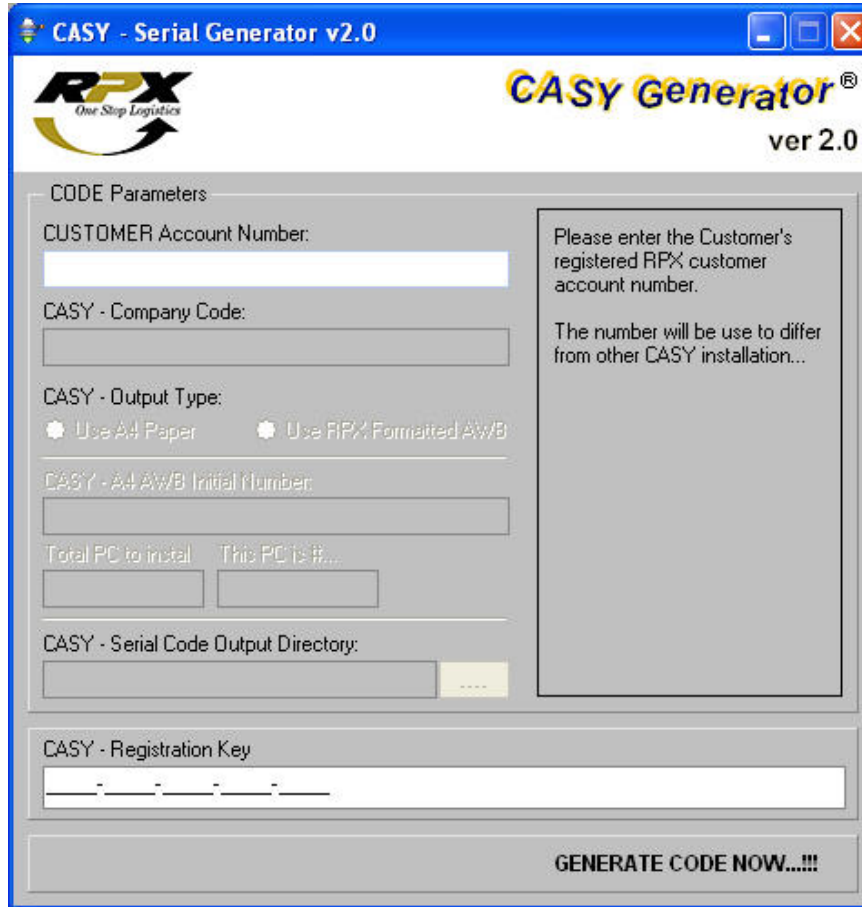 CASY - Serial Generator v2.0
RPX
One Stop Logistics
CASY Generator®
ver 2.0
CODE Parameters
CUSTOMER Account Number:
Please enter the Customer's
registered RPX customer
account number.
The number will be use to differ
from other CASY installation...
CASY - Company Code:
CASY - Output Type:
Use A4 Paper
Use RPX Formatted AWB
CASY - A4 AWB Initial Number:
Total PC to instal
This PC is #...
CASY - Serial Code Output Directory:
....
CASY - Registration Key
____-____-____-____-____
GENERATE CODE NOW...!!!